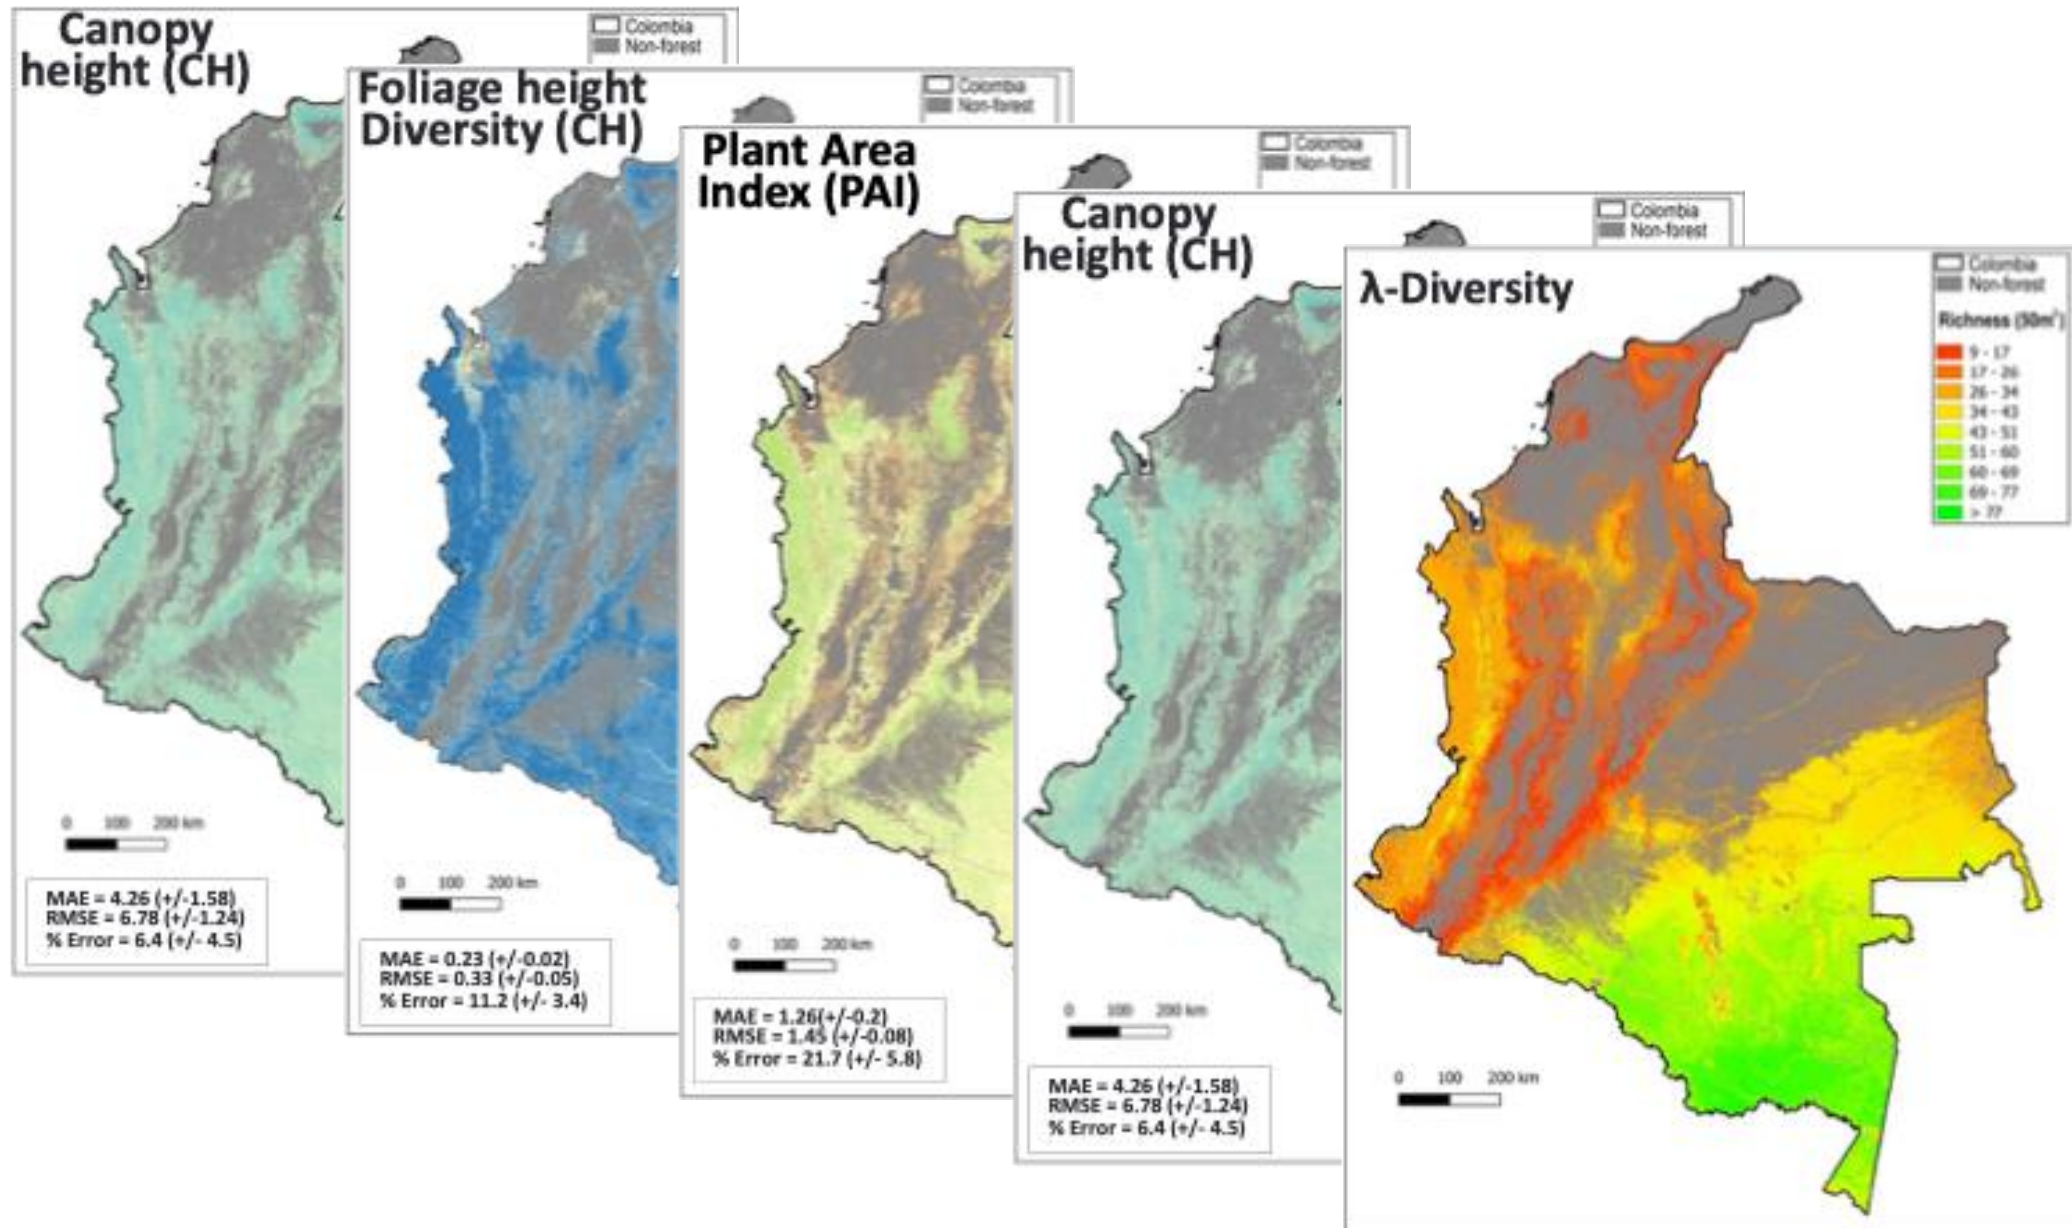 Canopy
height (CH)
Colombia
Non-forest
0 100 200 km
MAE = 4.26 (+/-1.58)
RMSE = 6.78 (+/-1.24)
% Error = 6.4 (+/- 4.5)
Foliage height
Diversity (CH)
Colombia
Non-forest
0 100 200 km
MAE = 0.23 (+/-0.02)
RMSE = 0.33 (+/-0.05)
% Error = 11.2 (+/- 3.4)
Plant Area
Index (PAI)
Colombia
Non-forest
0 100 200 km
MAE = 1.26(+/-0.2)
RMSE = 1.45 (+/-0.08)
% Error = 21.7 (+/- 5.8)
Canopy
height (CH)
Colombia
Non-forest
0 100 200 km
MAE = 4.26 (+/-1.58)
RMSE = 6.78 (+/-1.24)
% Error = 6.4 (+/- 4.5)
λ-Diversity
Colombia
Non-forest
Richness (50m²)
9 - 17
17 - 26
26 - 34
34 - 43
43 - 51
51 - 60
60 - 69
69 - 77
> 77
0 100 200 km